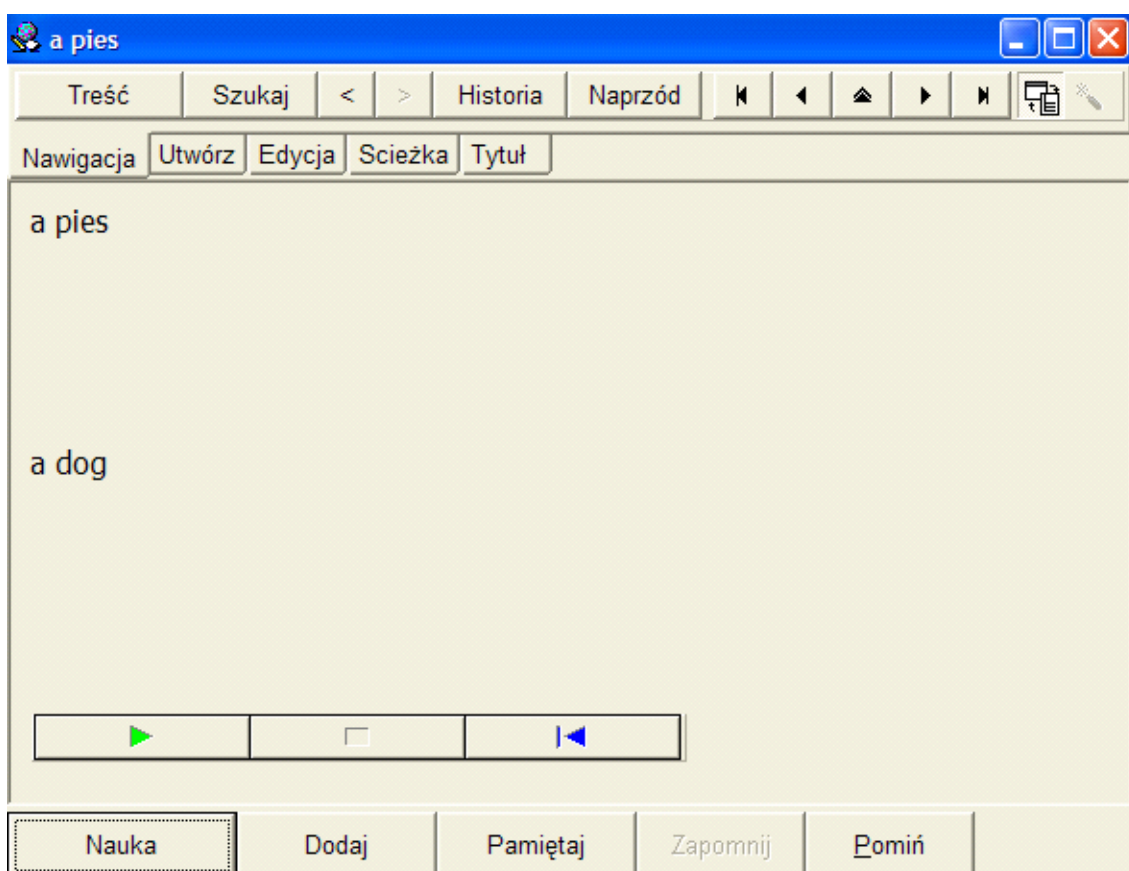 a pies
Treść Szukaj < > Historia Naprzód
Nawigacja Utwórz Edycja Scieżka Tytuł
a pies
a dog
Nauka Dodaj Pamiętaj Zapomnij Pomiń